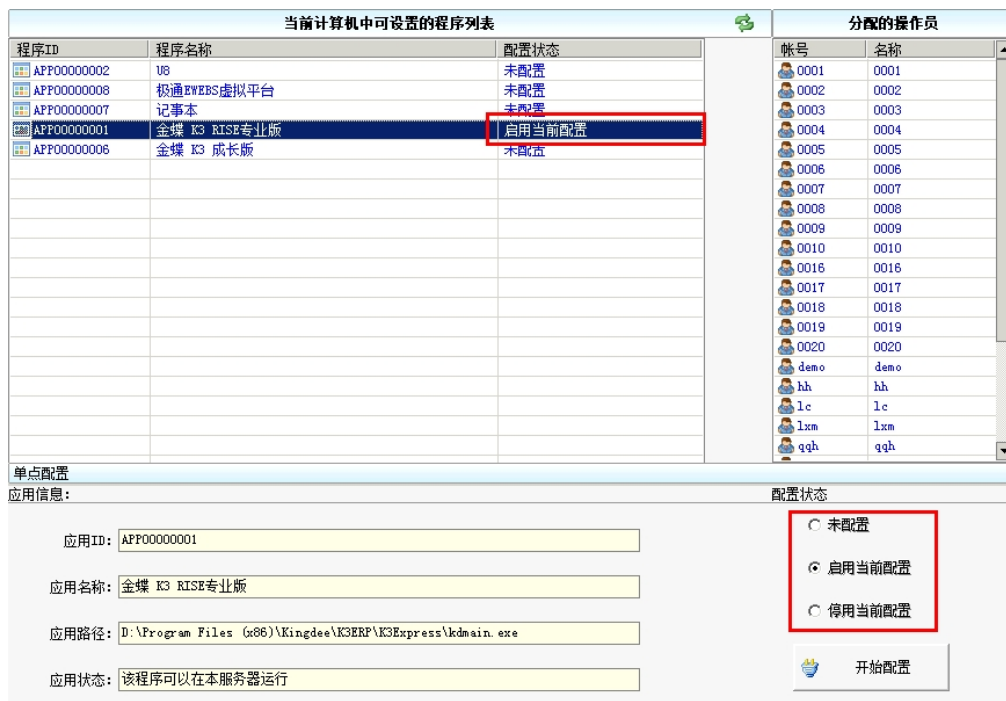 当前计算机中可设置的程序列表 分配的操作员
程序ID 程序名称 配置状态 帐号 名称
APP00000002 U8 未配置 0001 0001
APP00000008 极通EWEBS虚拟平台 未配置 0002 0002
APP00000007 记事本 未配置 0003 0003
APP00000001 金蝶 K3 RISE专业版 启用当前配置 0004 0004
APP00000006 金蝶 K3 成长版 未配置 0005 0005
0006 0006
0007 0007
0008 0008
0009 0009
0010 0010
0016 0016
0017 0017
0018 0018
0019 0019
0020 0020
demo demo
hh hh
lc lc
lxm lxm
qqh qqh
单点配置
应用信息: 配置状态
未配置
应用ID: APP00000001
启用当前配置
应用名称: 金蝶 K3 RISE专业版
停用当前配置
应用路径: D:\Program Files (x86)\Kingdee\K3ERP\K3Express\kdmain.exe
开始配置
应用状态: 该程序可以在本服务器运行